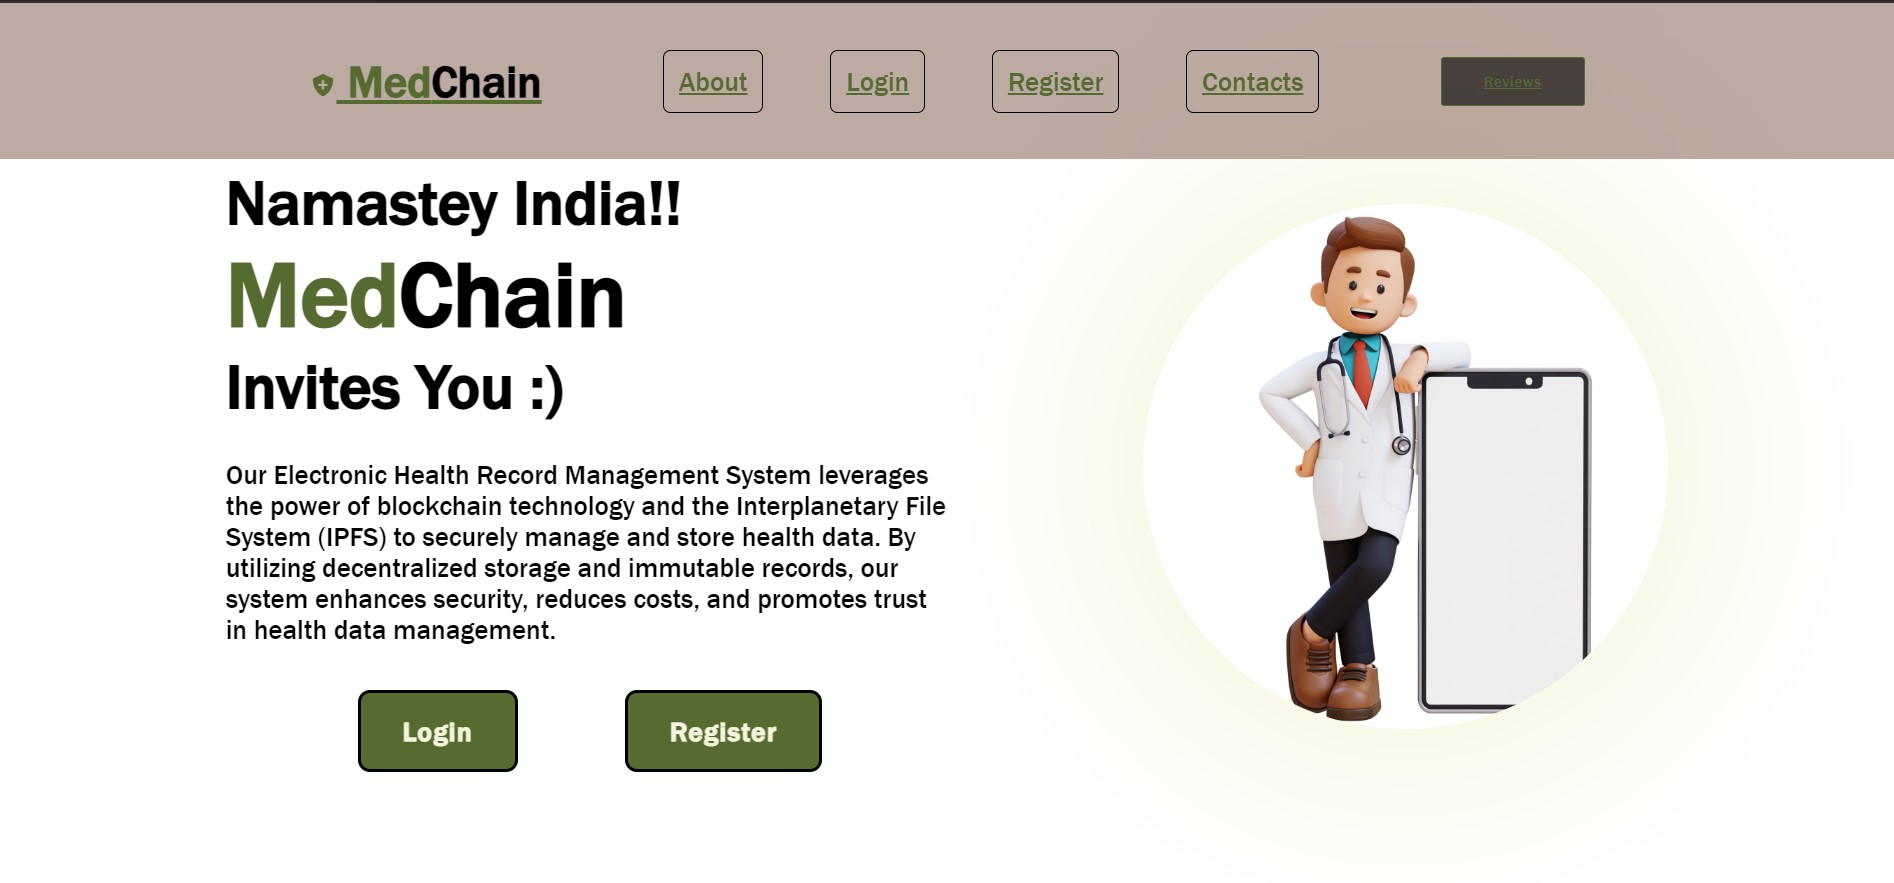 MedChain
About
Login
Register
Contacts
Reviews
Namastey India!!
MedChain
Invites You :)
Our Electronic Health Record Management System leverages
the power of blockchain technology and the Interplanetary File
System (IPFS) to securely manage and store health data. By
utilizing decentralized storage and immutable records, our
system enhances security, reduces costs, and promotes trust
in health data management.
Login
Register